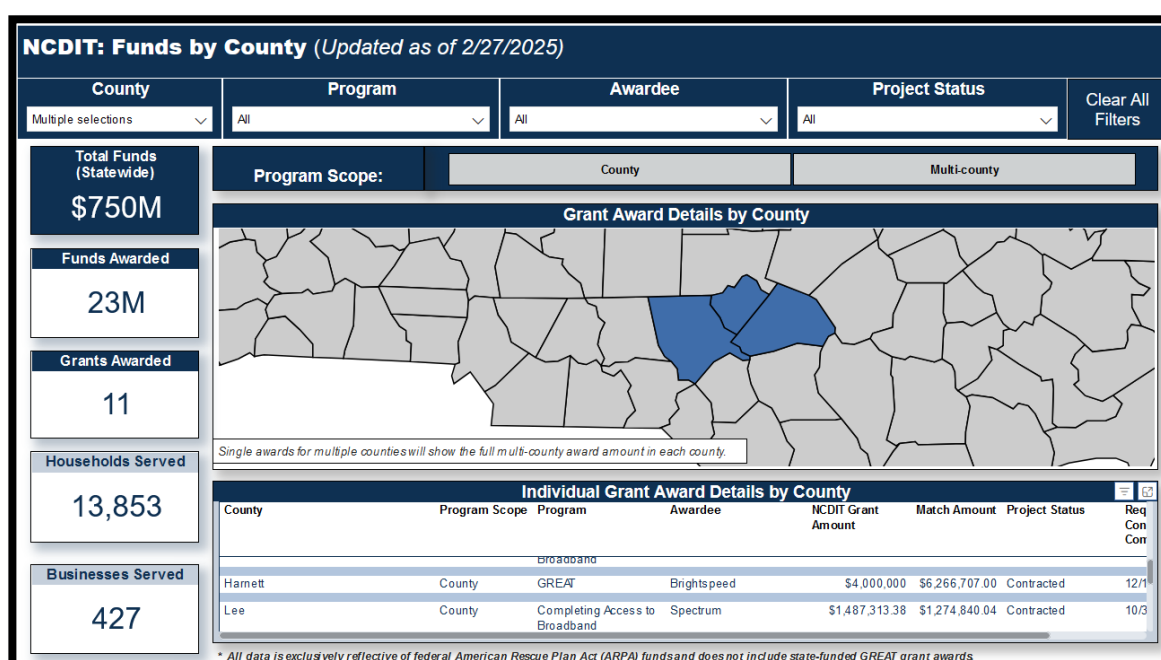 NCDIT: Funds by County (Updated as of 2/27/2025)
County
Program
Awardee
Project Status
Clear All
Filters
Multiple selections
All
All
All
Total Funds
(Statewide)
$750M
Program Scope:
County
Multi-county
Grant Award Details by County
Funds Awarded
23M
Grants Awarded
11
Single awards for multiple counties will show the full multi-county award amount in each county.
Households Served
13,853
Individual Grant Award Details by County
County Program Scope Program Awardee NCDIT Grant Match Amount Project Status Req
Amount Con
Com
Broadband
Harnett County GREAT Brightspeed $4,000,000 $6,266,707.00 Contracted 12/1
Lee County Completing Access to Spectrum $1,487,313.38 $1,274,840.04 Contracted 10/3
Broadband
Businesses Served
427
* All data is exclusively reflective of federal American Rescue Plan Act (ARPA) funds and does not include state-funded GREAT grant awards.